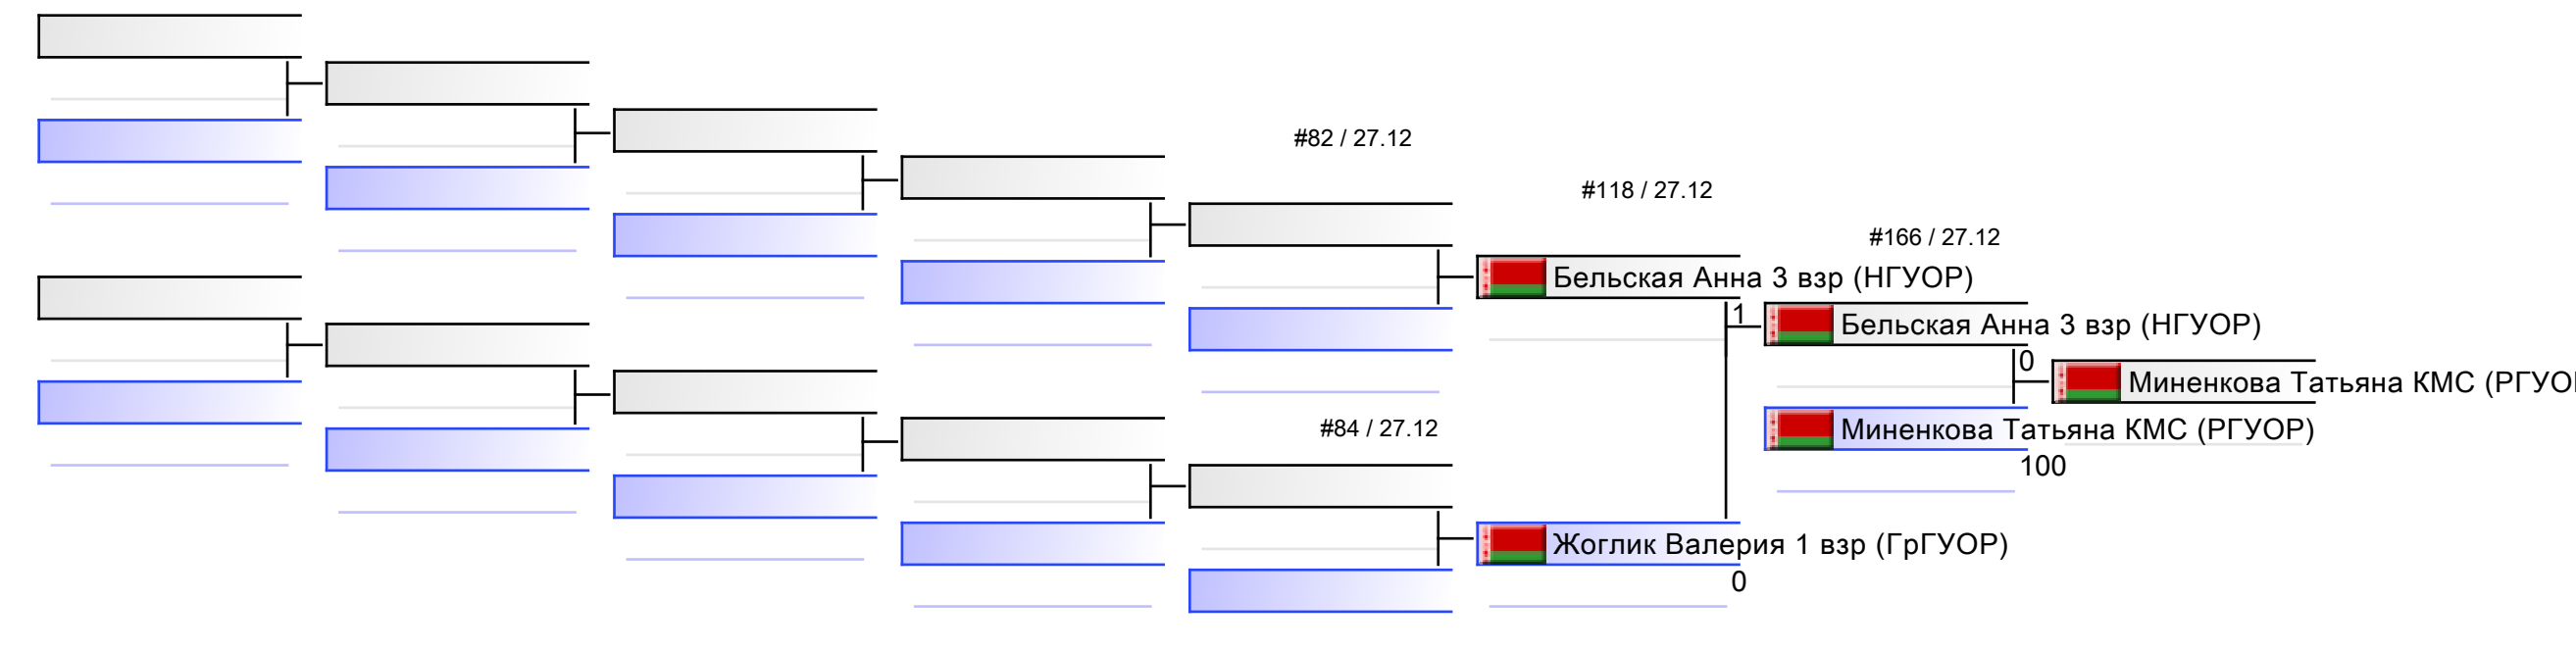 #82 / 27.12
#118 / 27.12
#166 / 27.12
Бельская Анна 3 взр (НГУОР)
1
Бельская Анна 3 взр (НГУОР)
0
Миненкова Татьяна КМС (РГУО
Миненкова Татьяна КМС (РГУОР)
#84 / 27.12
100
Жоглик Валерия 1 взр (ГрГУОР)
0